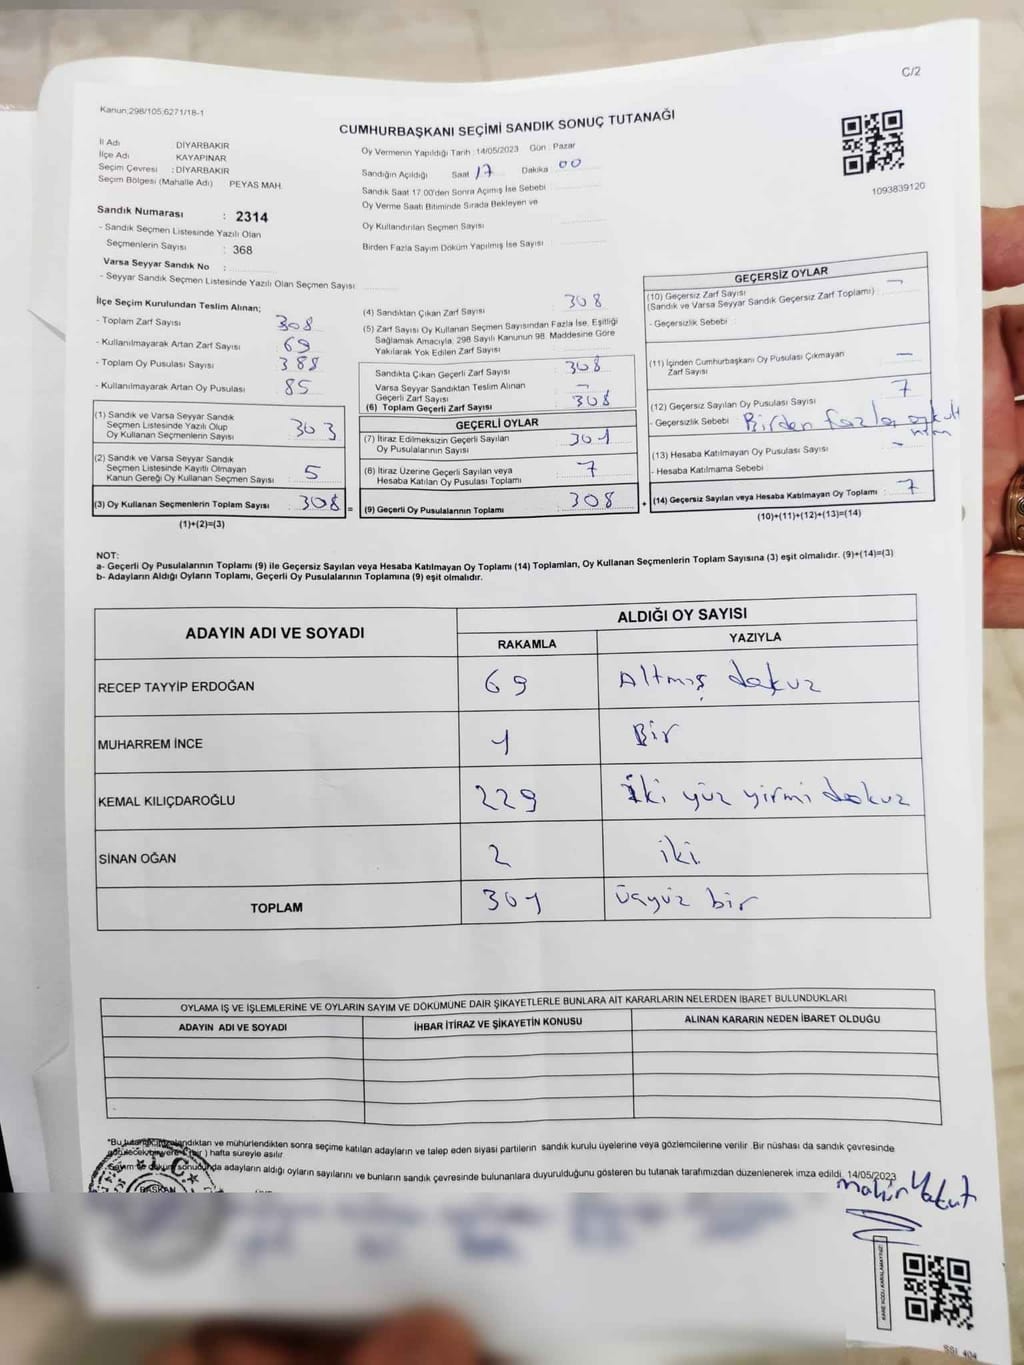 C/2
Kanun;298/105;6271/18-1
CUMHURBAŞKANI SEÇİMİ SANDIK SONUÇ TUTANAĞI
1093839120
İl Adı : DİYARBAKIR
İlçe Adı KAYAPINAR
Seçim Çevresi : DİYARBAKIR
Seçim Bölgesi (Mahalle Adı) PEYAS MAH.
Sandık Numarası : 2314
- Sandık Seçmen Listesinde Yazılı Olan
Seçmenlerin Sayısı : 368
Varsa Seyyar Sandık No :
- Seyyar Sandık Seçmen Listesinde Yazılı Olan Seçmen Sayısı:
Oy Vermenin Yapıldığı Tarih :14/05/2023 Gün : Pazar
Sandığın Açıldığı Saat 17 Dakika 00
Sandık Saat 17.00'den Sonra Açımış İse Sebebi
Oy Verme Saati Bitiminde Sırada Bekleyen ve
Oy Kullandırılan Seçmen Sayısı
Birden Fazla Sayım Döküm Yapılmış İse Sayısı
İlçe Seçim Kurulundan Teslim Alınan;
- Toplam Zarf Sayısı 308
- Kullanılmayarak Artan Zarf Sayısı 69
- Toplam Oy Pusulası Sayısı 388
- Kullanılmayarak Artan Oy Pusulası 85
(1) Sandık ve Varsa Seyyar Sandık
Seçmen Listesinde Yazılı Olup
Oy Kullanan Seçmenlerin Sayısı 303
(2) Sandık ve Varsa Seyyar Sandık
Seçmen Listesinde Kayıtlı Olmayan
Kanun Gereği Oy Kullanan Seçmen Sayısı 5
(3) Oy Kullanan Seçmenlerin Toplam Sayısı : 308 =
(1)+(2)=(3)
(4) Sandıktan Çıkan Zarf Sayısı 308
(5) Zarf Sayısı Oy Kullanan Seçmen Sayısından Fazla İse, Eşitliği
Sağlamak Amacıyla, 298 Sayılı Kanunun 98. Maddesine Göre
Yakılarak Yok Edilen Zarf Sayısı
Sandıkta Çıkan Geçerli Zarf Sayısı 308
Varsa Seyyar Sandıktan Teslim Alınan
Geçerli Zarf Sayısı -
(6) Toplam Geçerli Zarf Sayısı 308
GEÇERLİ OYLAR
(7) İtiraz Edilmeksizin Geçerli Sayılan
Oy Pusulalarının Sayısı 301
(8) İtiraz Üzerine Geçerli Sayılan veya
Hesaba Katılan Oy Pusulası Toplamı 7
(9) Geçerli Oy Pusulalarının Toplamı : 308 +
GEÇERSİZ OYLAR
(10) Geçersiz Zarf Sayısı
(Sandık ve Varsa Seyyar Sandık Geçersiz Zarf Toplamı) : -
- Geçersizlik Sebebi :
(11) İçinden Cumhurbaşkanı Oy Pusulası Çıkmayan
Zarf Sayısı -
(12) Geçersiz Sayılan Oy Pusulası Sayısı 7
- Geçersizlik Sebebi Birden fazla
(13) Hesaba Katılmayan Oy Pusulası Sayısı -
- Hesaba Katılmama Sebebi
(14) Geçersiz Sayılan veya Hesaba Katılmayan Oy Toplamı : 7
(10)+(11)+(12)+(13)=(14)
NOT:
a- Geçerli Oy Pusulalarının Toplamı (9) ile Geçersiz Sayılan veya Hesaba Katılmayan Oy Toplamı (14) Toplamları, Oy Kullanan Seçmenlerin Toplam Sayısına (3) eşit olmalıdır. (9)+(14)=(3)
b- Adayların Aldığı Oyların Toplamı, Geçerli Oy Pusulalarının Toplamına (9) eşit olmalıdır.
ADAYIN ADI VE SOYADI ALDIĞI OY SAYISI
RAKAMLA YAZIYLA
RECEP TAYYİP ERDOĞAN 69 Altmış dokuz
MUHARREM İNCE 1 Bir
KEMAL KILIÇDAROĞLU 229 İki yüz yirmi dokuz
SİNAN OĞAN 2 iki
TOPLAM 301 üçyüz bir
OYLAMA İŞ VE İŞLEMLERİNE VE OYLARIN SAYIM VE DÖKÜMÜNE DAİR ŞİKAYETLERLE BUNLARA AİT KARARLARIN NELERDEN İBARET BULUNDUKLARI
ADAYIN ADI VE SOYADI İHBAR İTİRAZ VE ŞİKAYETİN KONUSU ALINAN KARARIN NEDEN İBARET OLDUĞU
"Bu tutanak imzalandıktan ve mühürlendikten sonra seçime katılan adayların ve talep eden siyasi partilerin sandık kurulu üyelerine veya gözlemcilerine verilir. Bir nüshası da sandık çevresinde
hafta süreyle asılır.
sonucunda adayların aldığı oyların sayılarını ve bunların sandık çevresinde bulunanlara duyurulduğunu gösteren bu tutanak tarafımızdan düzenlenerek imza edildi. 14/05/2023
T.C.
BAŞKAN
KARE KODU KARALAMAYINIZ